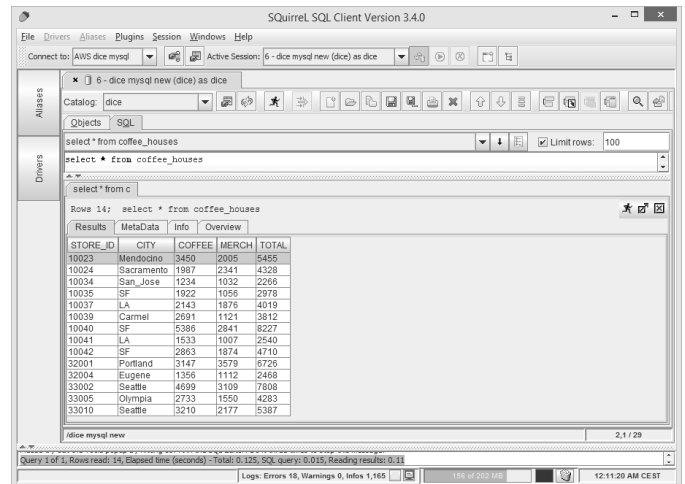 SQuirreL SQL Client Version 3.4.0
File Drivers Aliases Plugins Session Windows Help
Connect to: AWS dice mysql Active Session: 6 - dice mysql new (dice) as dice
6 - dice mysql new (dice) as dice
Aliases
Drivers
Catalog: dice
Objects SQL
select * from coffee_houses Limit rows: 100
select * from coffee_houses
select * from c
Rows 14; select * from coffee_houses
Results MetaData Info Overview
STORE_ID CITY COFFEE MERCH TOTAL
10023 Mendocino 3450 2005 5455
10024 Sacramento 1987 2341 4328
10034 San_Jose 1234 1032 2266
10035 SF 1922 1056 2978
10037 LA 2143 1876 4019
10039 Carmel 2691 1121 3812
10040 SF 5386 2841 8227
10041 LA 1533 1007 2540
10042 SF 2863 1874 4710
32001 Portland 3147 3579 6726
32004 Eugene 1356 1112 2468
33002 Seattle 4699 3109 7808
33005 Olympia 2733 1550 4283
33010 Seattle 3210 2177 5387
/dice mysql new 2,1 / 29
Query 1 of 1, Rows read: 14, Elapsed time (seconds) - Total: 0.125, SQL query: 0.015, Reading results: 0.11
Logs: Errors 18, Warnings 0, Infos 1,165 156 of 202 MB 12:11:20 AM CEST